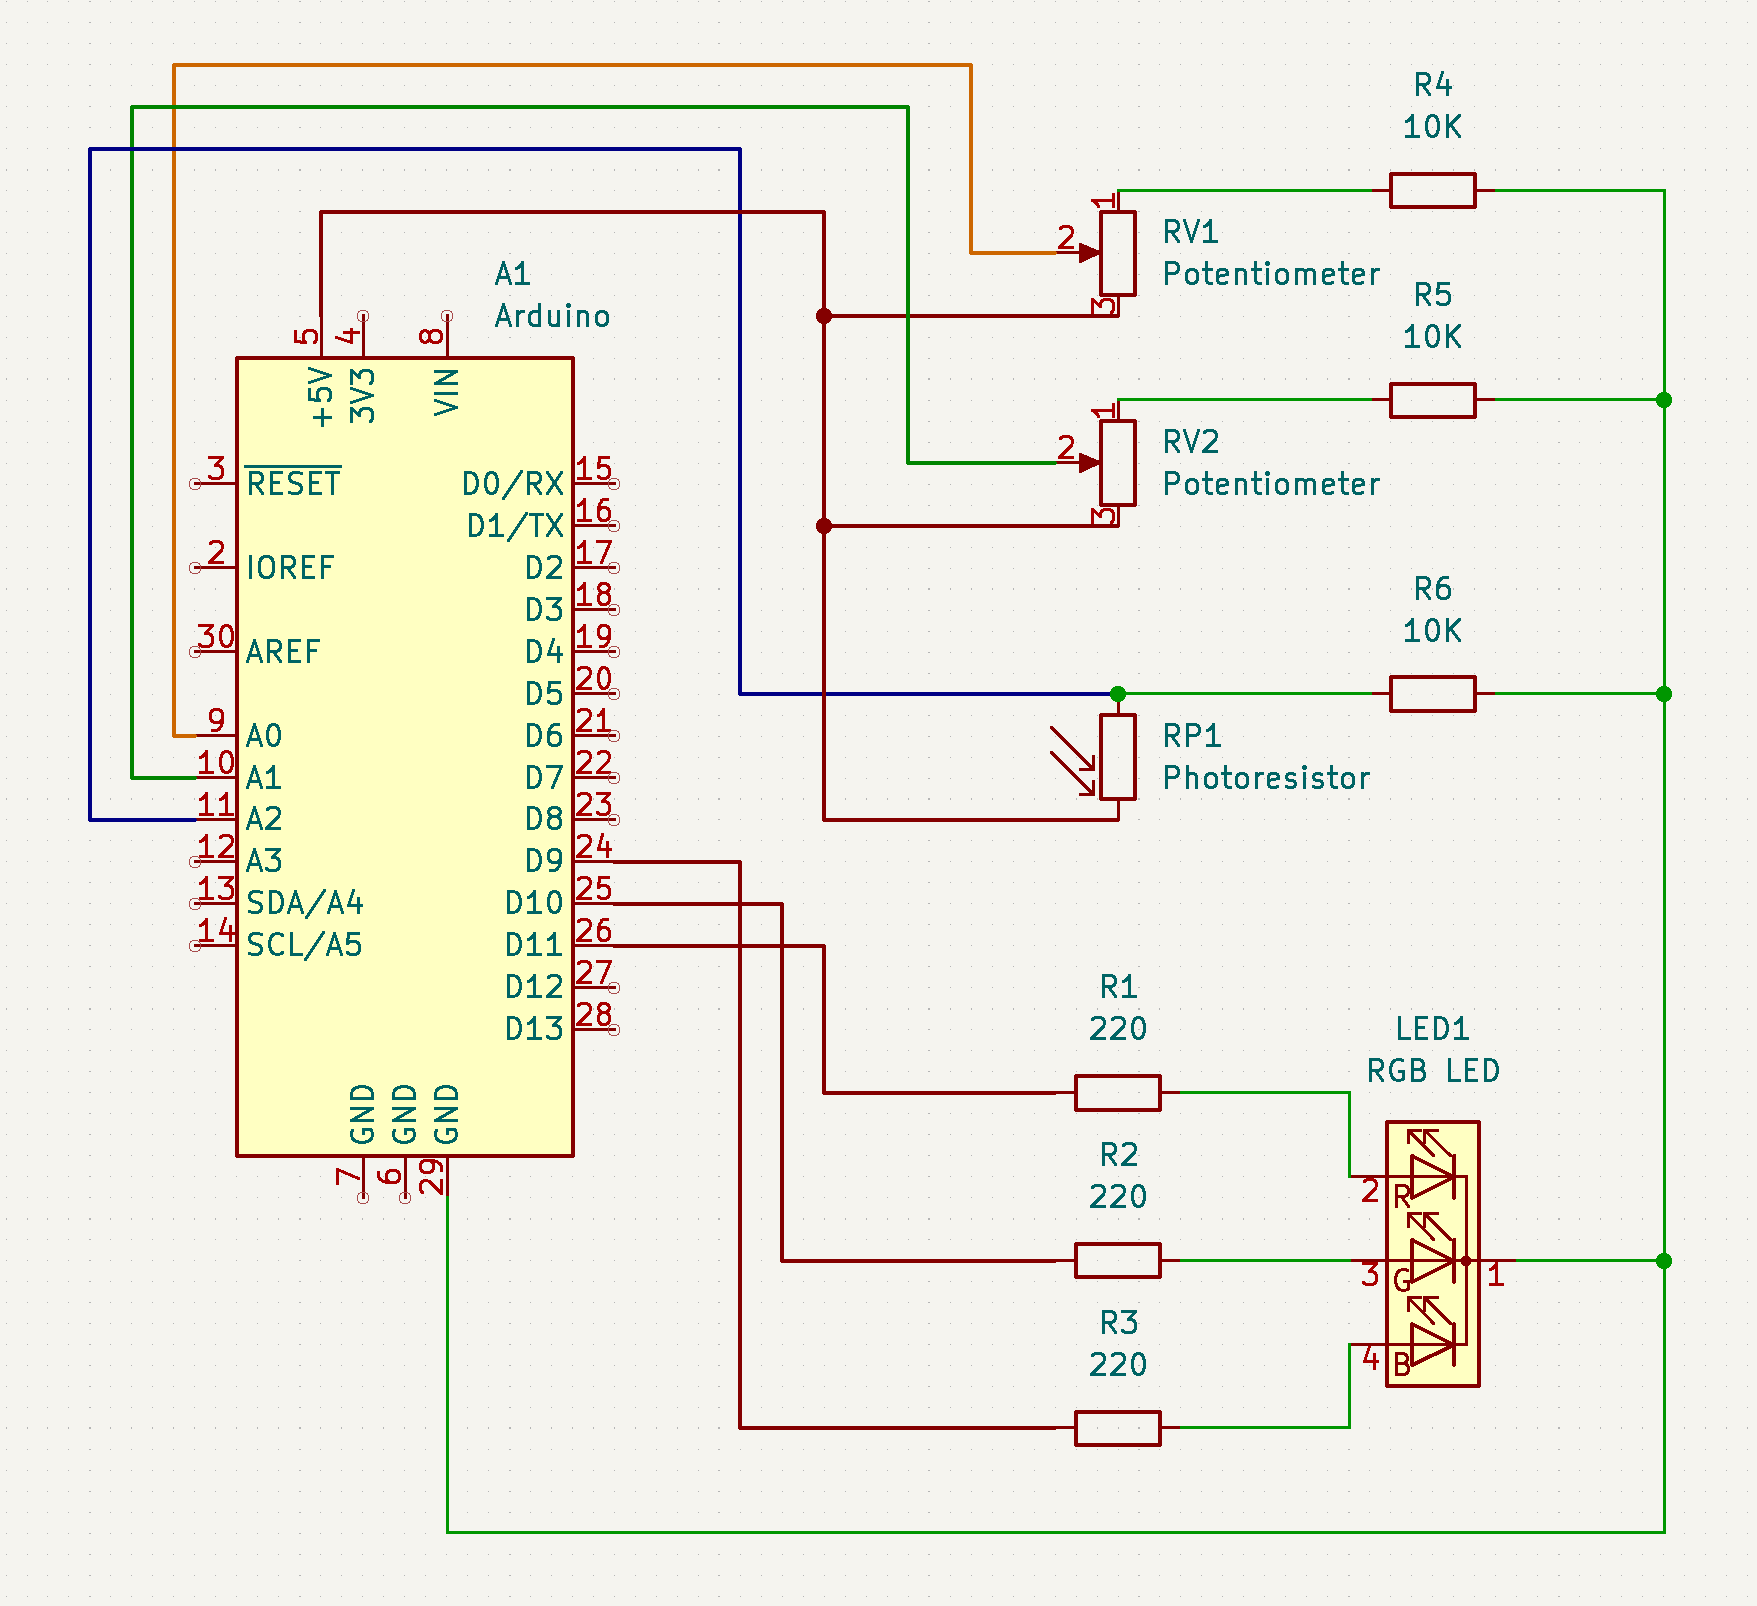 R4
10K
1
2
RV1
Potentiometer
3
A1
Arduino
R5
10K
5
4
8
+5V
3V3
VIN
1
2
RV2
Potentiometer
3
3
RESET
D0/RX
15
D1/TX
16
2
IOREF
D2
17
D3
18
R6
10K
30
AREF
D4
19
D5
20
9
A0
D6
21
RP1
Photoresistor
10
A1
D7
22
11
A2
D8
23
12
A3
D9
24
13
SDA/A4
D10
25
14
SCL/A5
D11
26
D12
27
D13
28
R1
220
LED1
RGB LED
GND
GND
GND
7
6
29
R2
220
2
R
3
G
1
R3
220
4
B